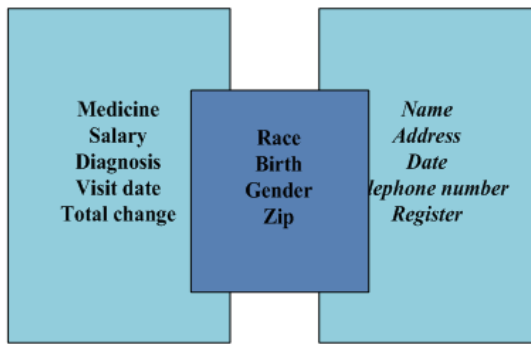 Medicine
Salary
Diagnosis
Visit date
Total change
Race
Birth
Gender
Zip
Name
Address
Date
lephone number
Register